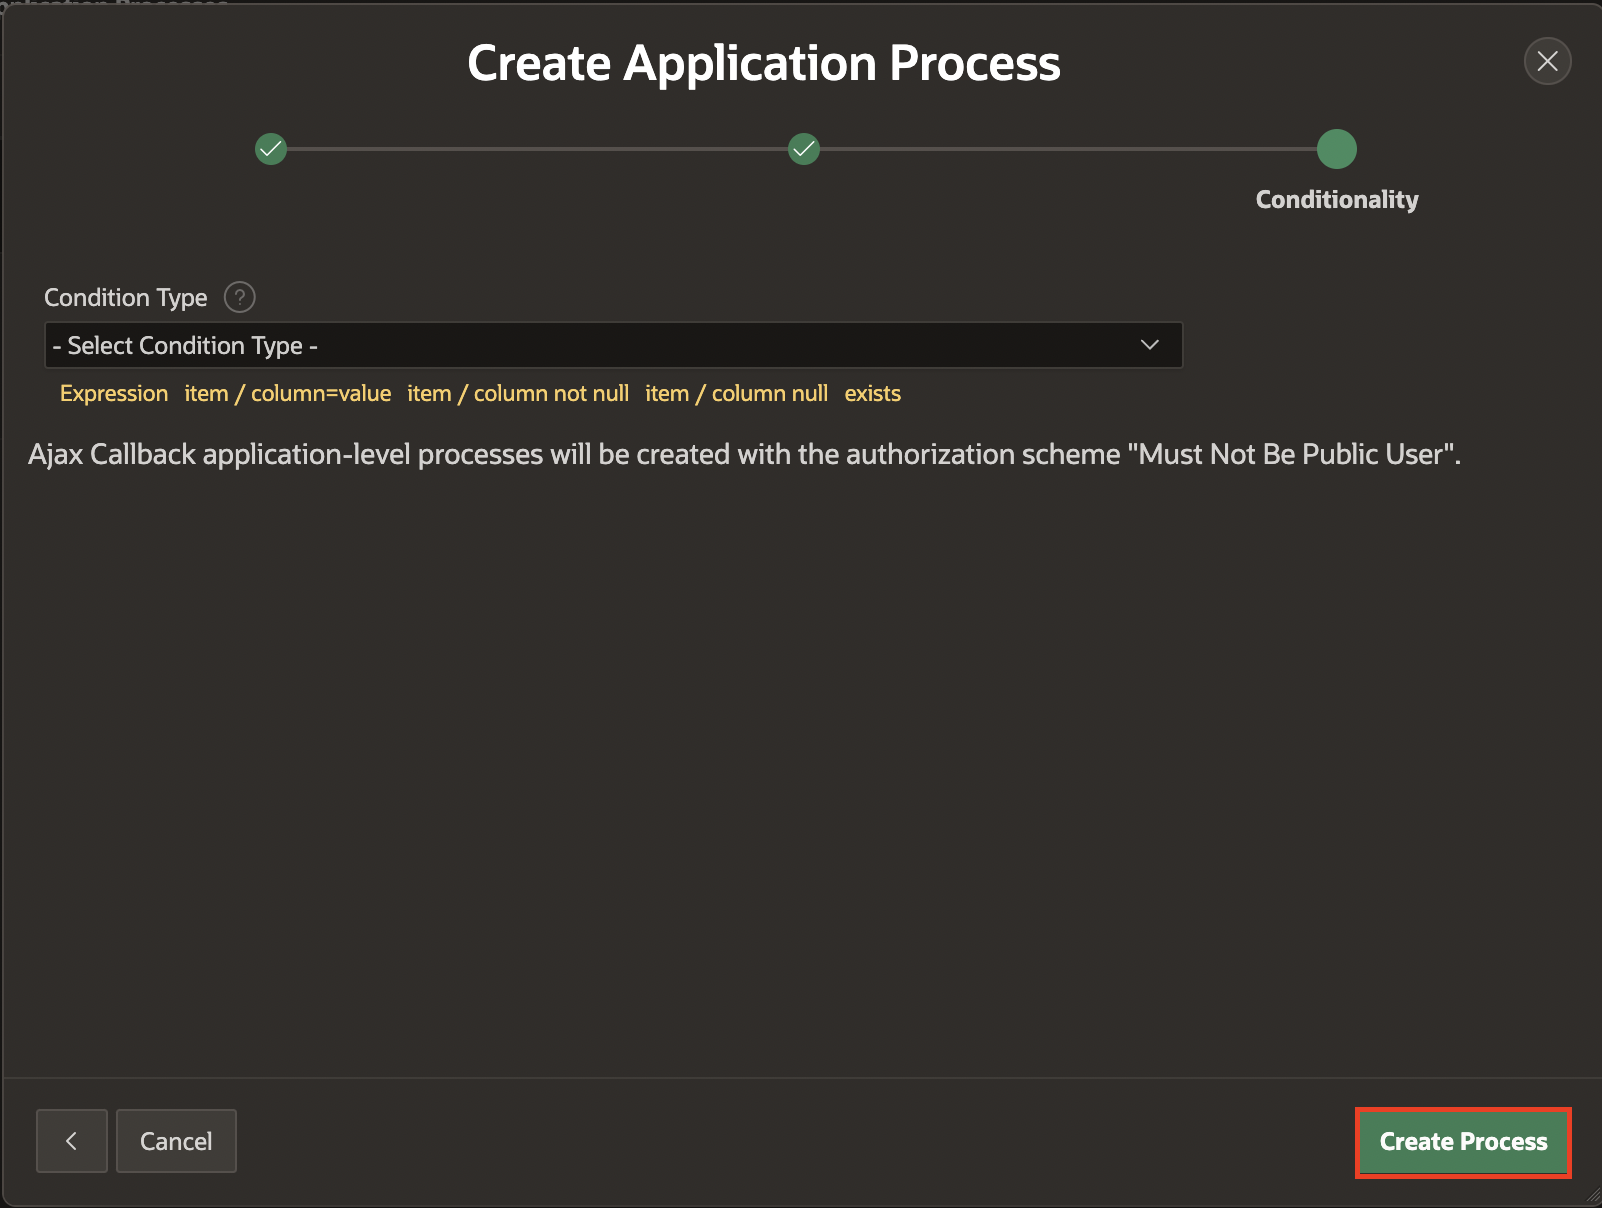 Create Application Process
Conditionality
Condition Type ?
- Select Condition Type -
Expression item / column=value item / column not null item / column null exists
Ajax Callback application-level processes will be created with the authorization scheme "Must Not Be Public User".
Cancel
Create Process